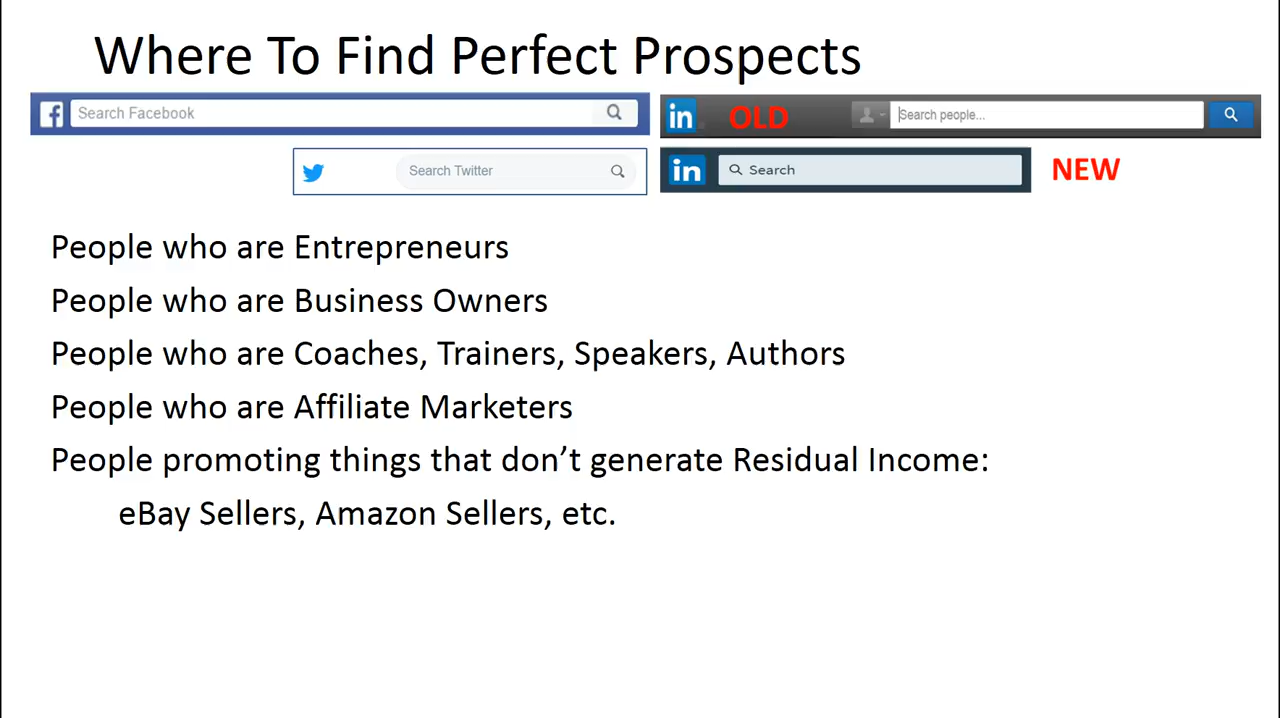 Where To Find Perfect Prospects
f Search Facebook
in OLD Search people...
Search Twitter
in Search NEW
People who are Entrepreneurs
People who are Business Owners
People who are Coaches, Trainers, Speakers, Authors
People who are Affiliate Marketers
People promoting things that don’t generate Residual Income:
eBay Sellers, Amazon Sellers, etc.